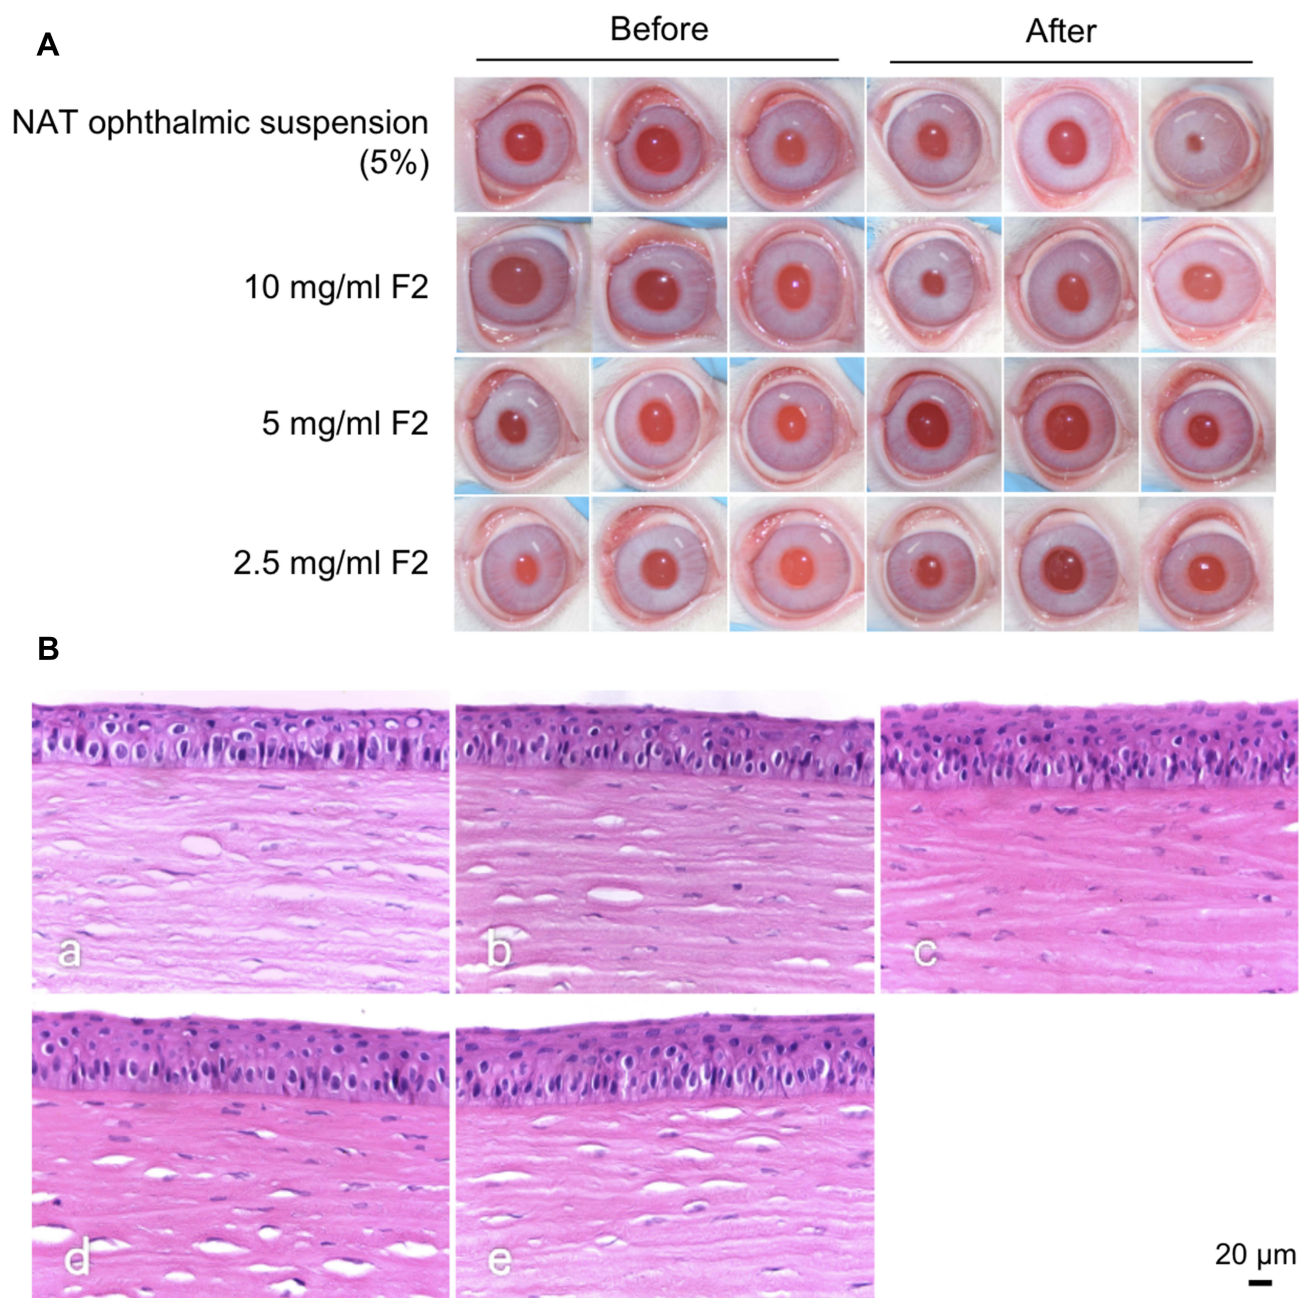 A
Before
After
NAT ophthalmic suspension
(5%)
10 mg/ml F2
5 mg/ml F2
2.5 mg/ml F2
B
a
b
c
d
e
20 µm